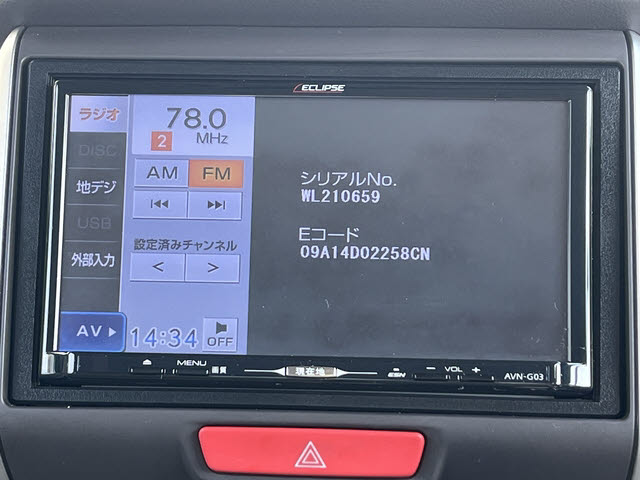 ECLIPSE
ラジオ
DISC
地デジ
USB
外部入力
AV
78.0
2
MHz
AM
FM
設定済みチャンネル
14:34
OFF
シリアルNo.
WL210659
Eコード
09A14D02258CN
MENU
画質
現在地
ESN
VOL
AVN-G03